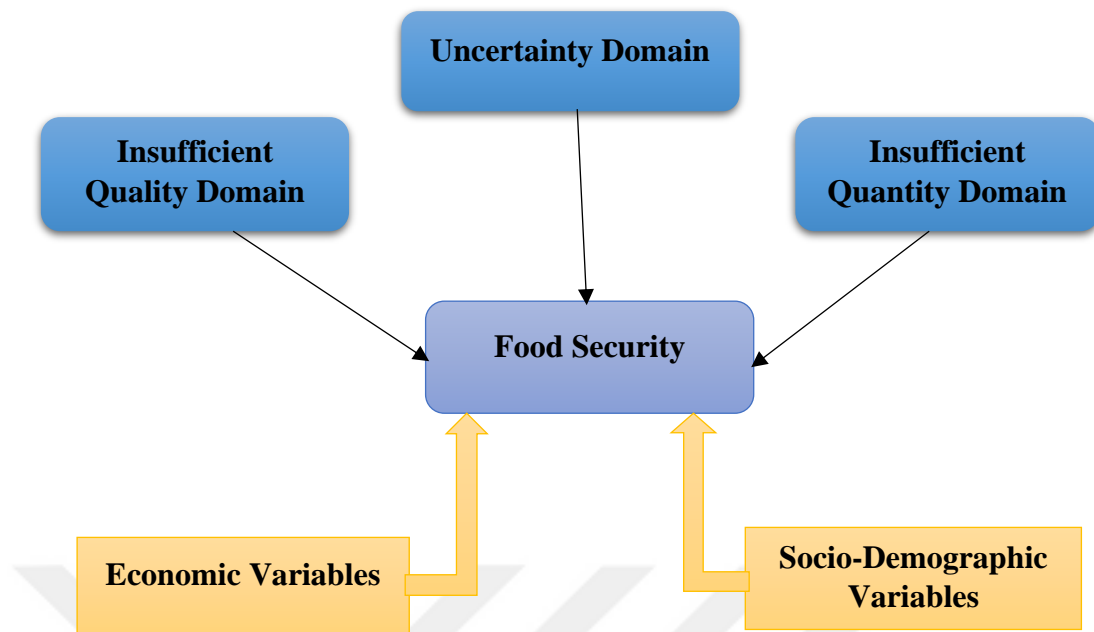 Uncertainty Domain
Insufficient
Quality Domain
Insufficient
Quantity Domain
Food Security
Economic Variables
Socio-Demographic
Variables